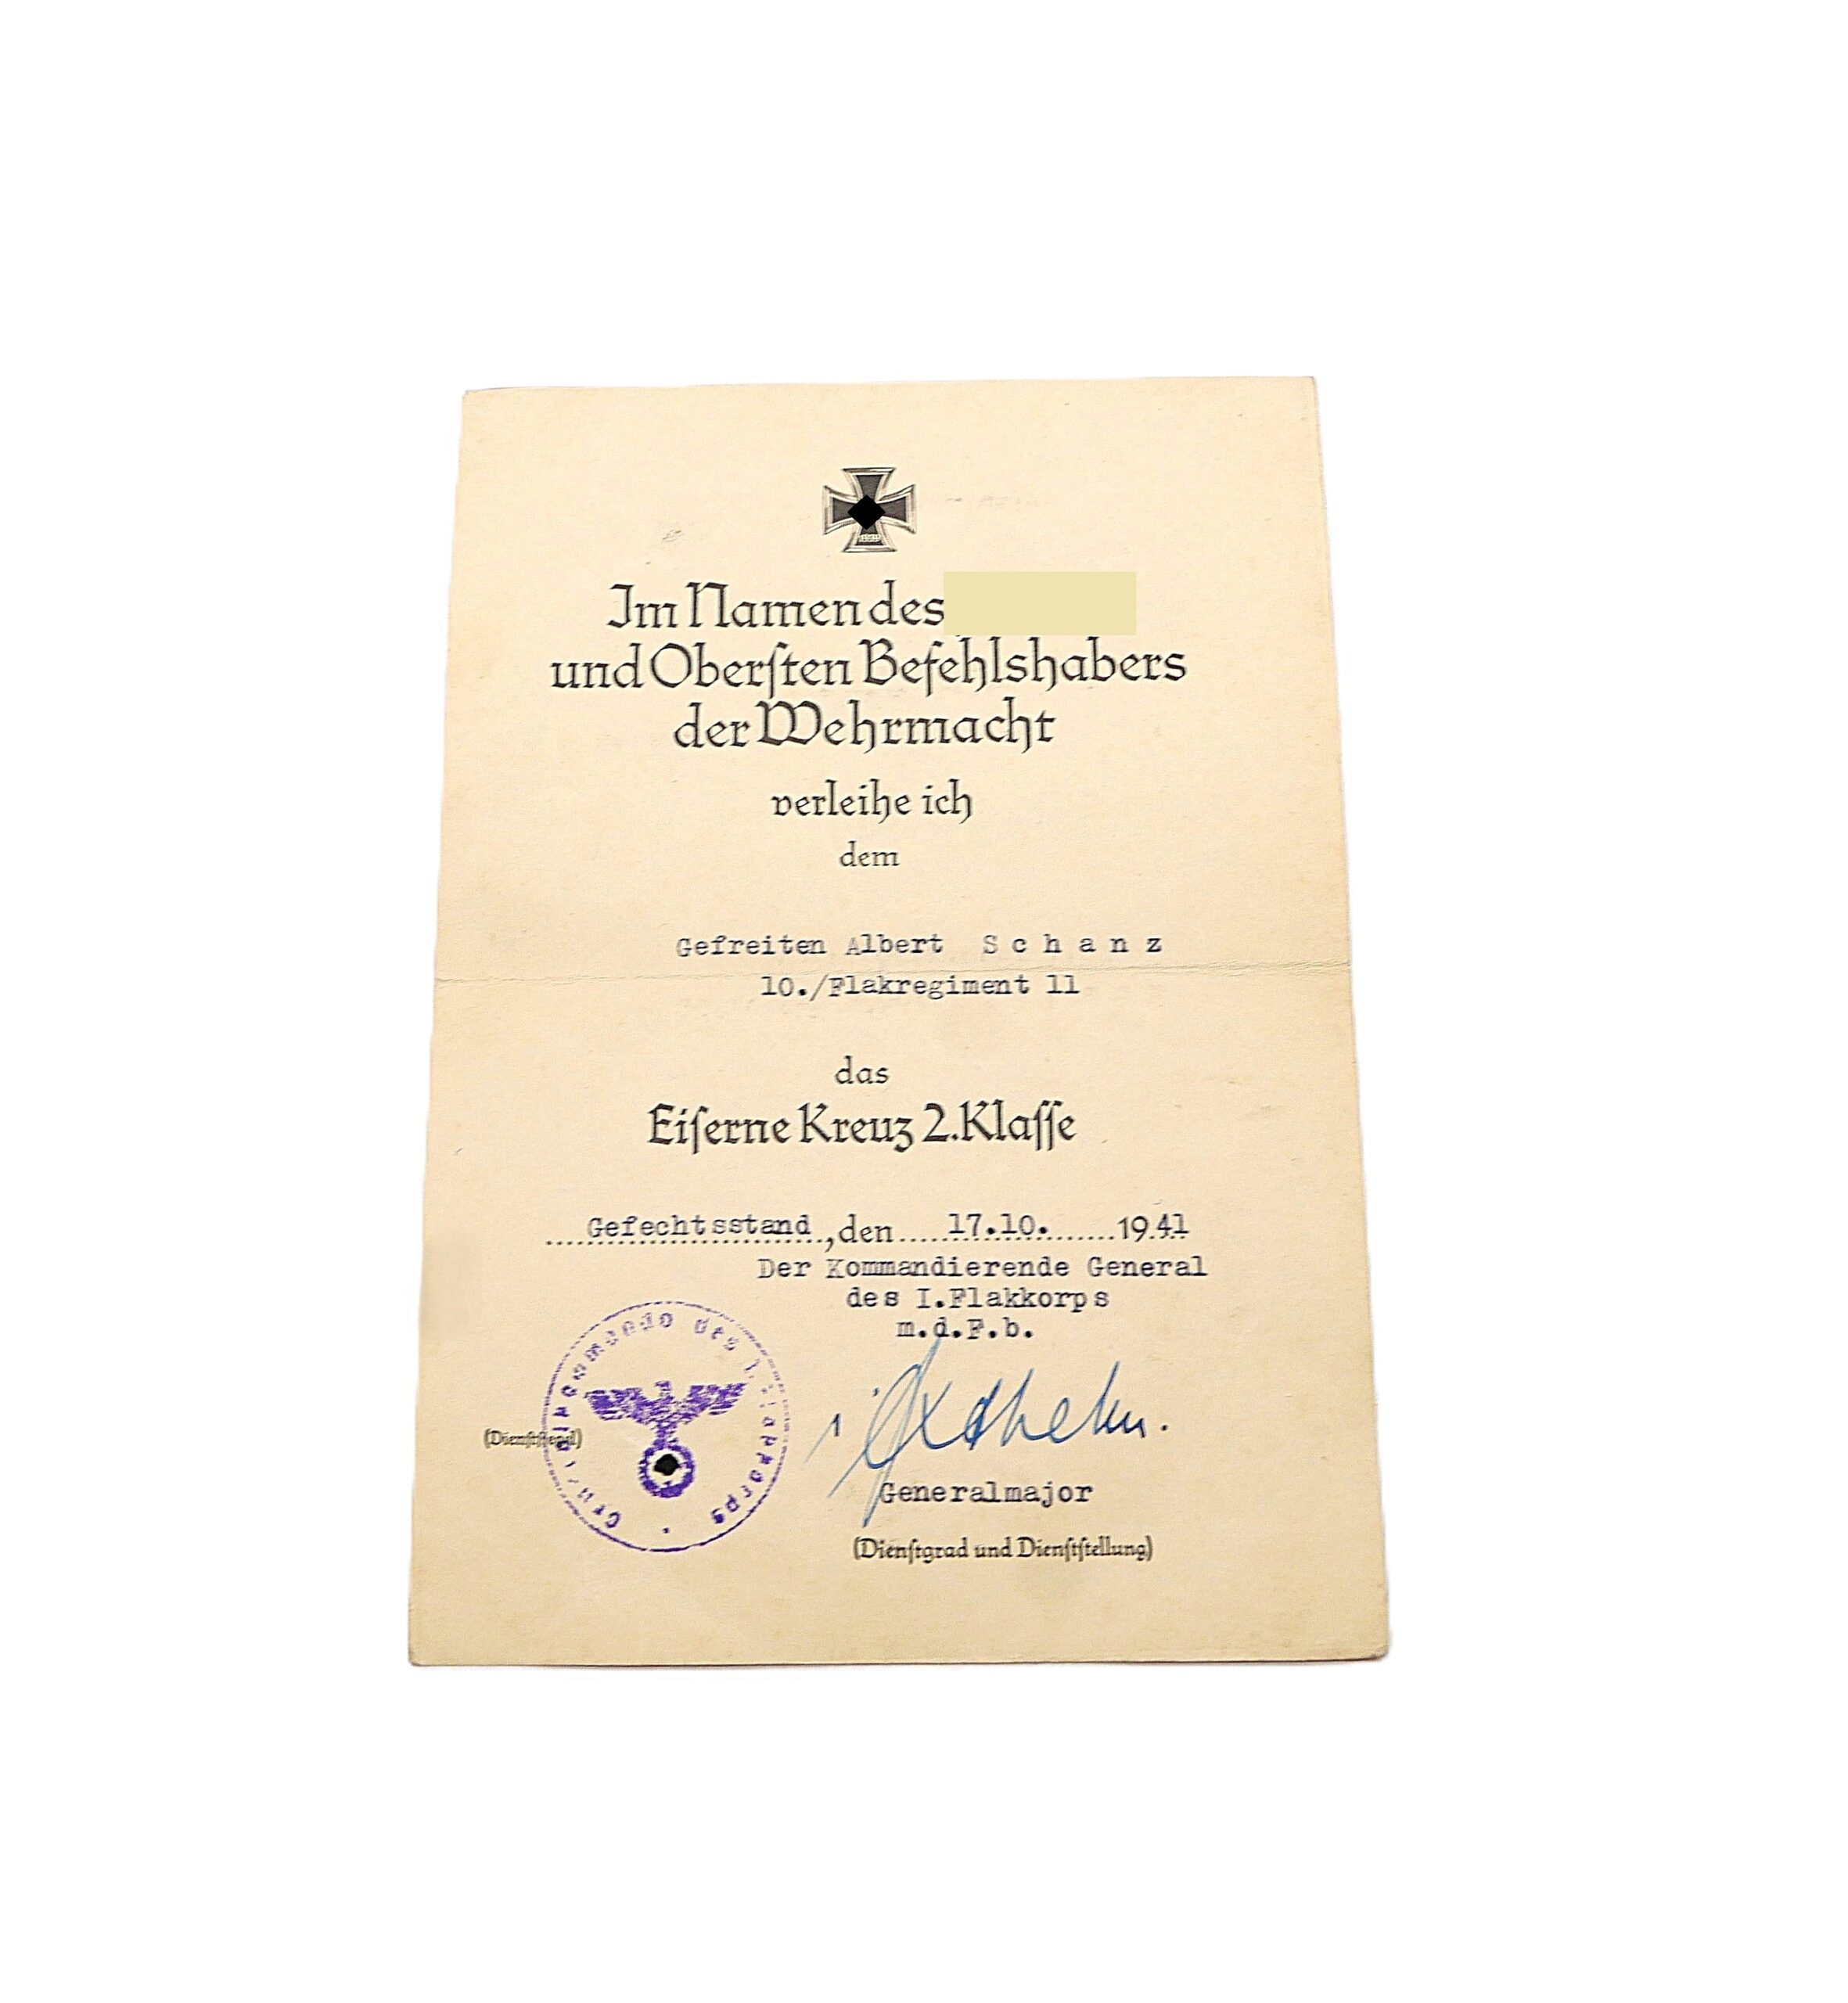 1939
Im Namen des
und Oberſten Befehlshabers
der Wehrmacht
verleihe ich
dem
Gefreiten Albert S c h a n z
10./Flakregiment 11
das
Eiſerne Kreuz 2. Klaſſe
Gefechtsstand, den 17.10. 1941
Der Kommandierende General
des I.Flakkorps
m.d.F.b.
(Dienſtſiegel)
Generalmajor
(Dienſtgrad und Dienſtſtellung)